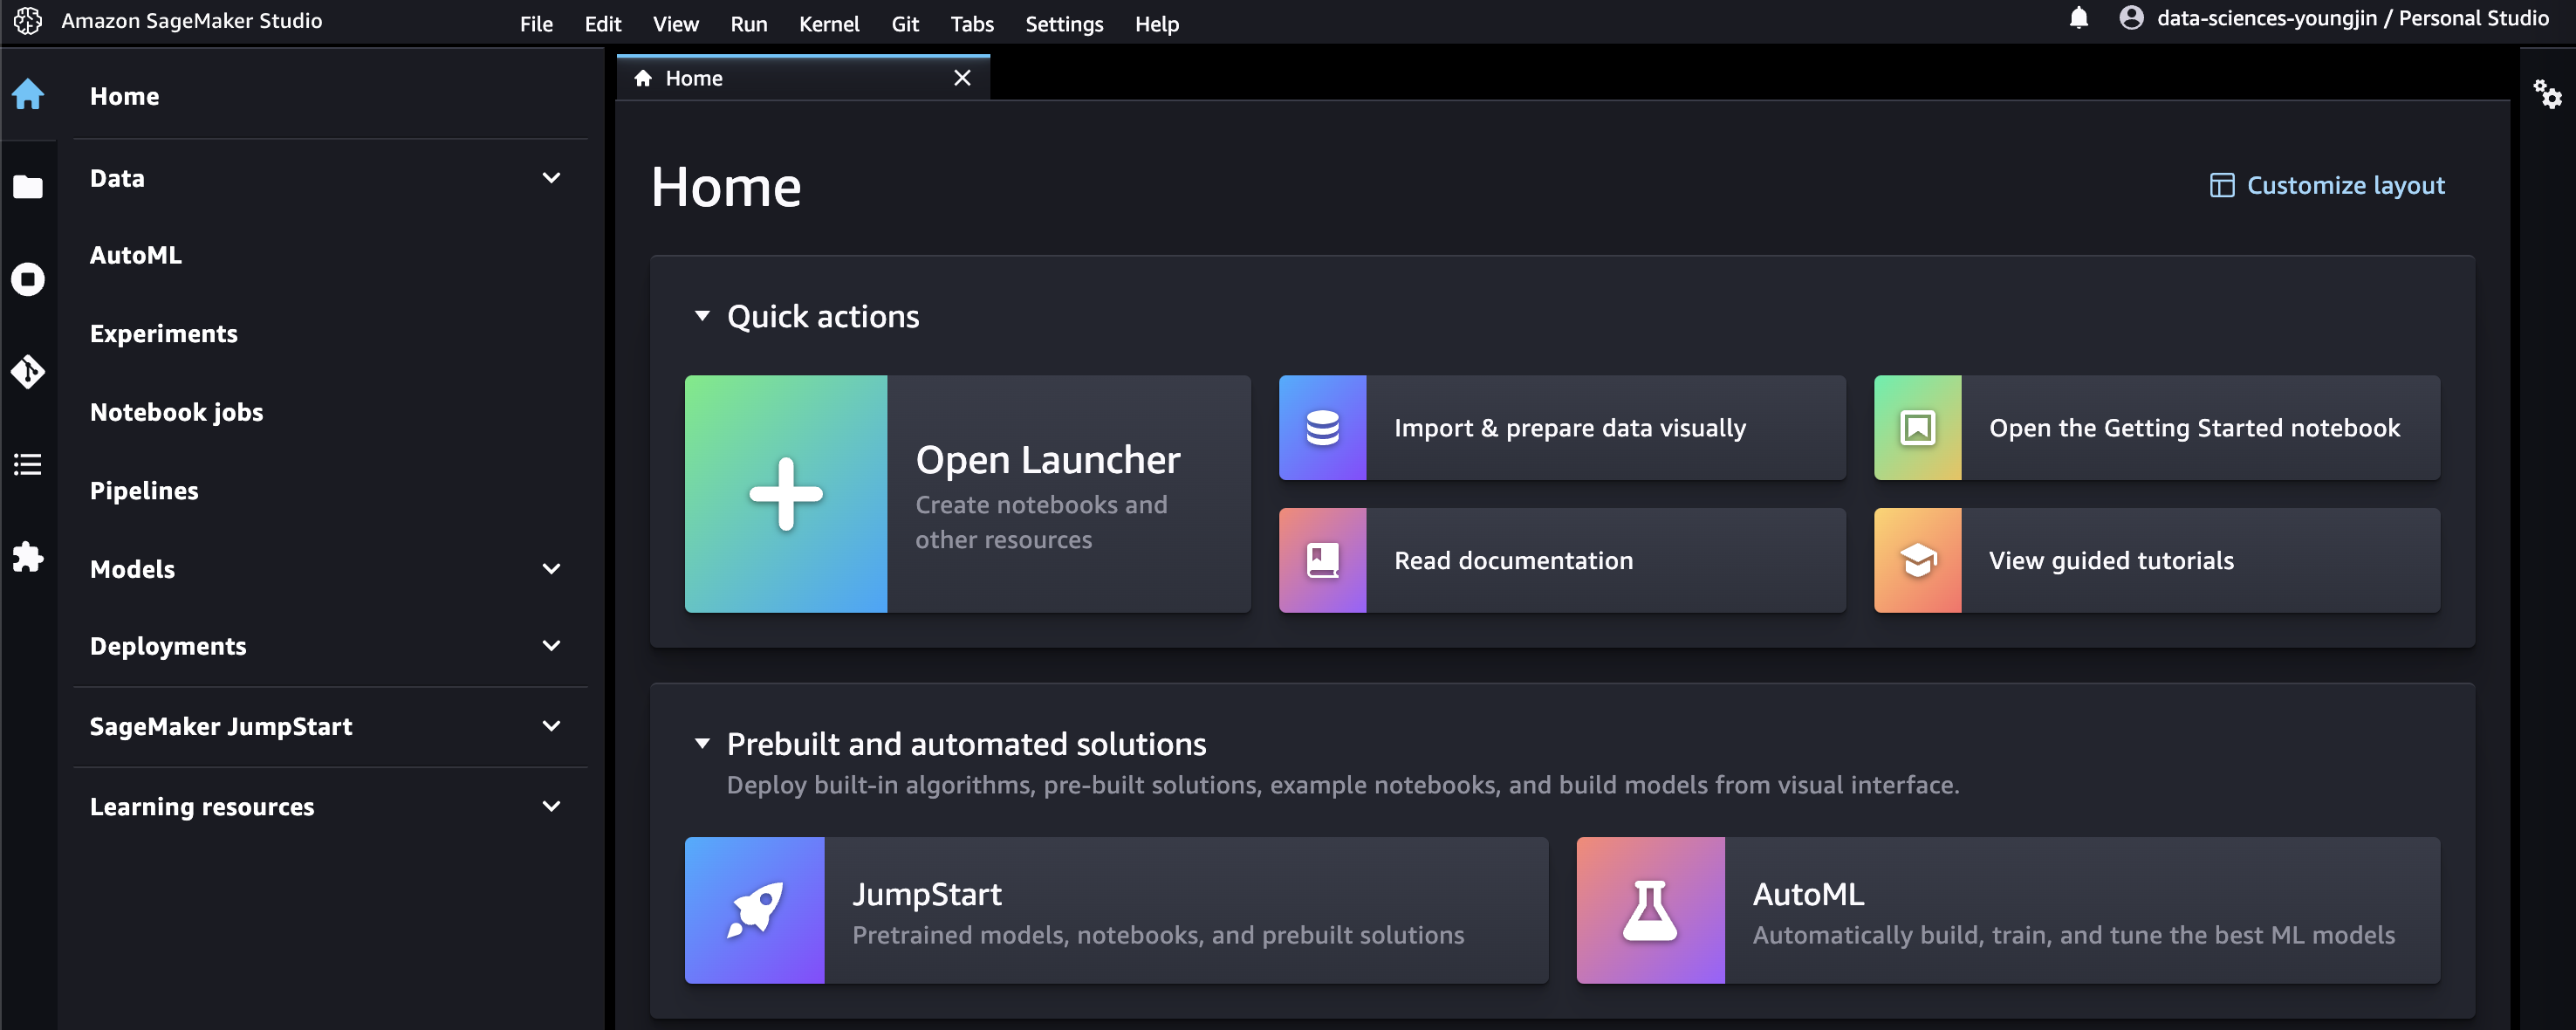 Amazon SageMaker Studio
File Edit View Run Kernel Git Tabs Settings Help
data-sciences-youngjin / Personal Studio
Home
Data
AutoML
Experiments
Notebook jobs
Pipelines
Models
Deployments
SageMaker JumpStart
Learning resources
Home
Home
Customize layout
Quick actions
Open Launcher
Create notebooks and
other resources
Import & prepare data visually
Open the Getting Started notebook
Read documentation
View guided tutorials
Prebuilt and automated solutions
Deploy built-in algorithms, pre-built solutions, example notebooks, and build models from visual interface.
JumpStart
Pretrained models, notebooks, and prebuilt solutions
AutoML
Automatically build, train, and tune the best ML models